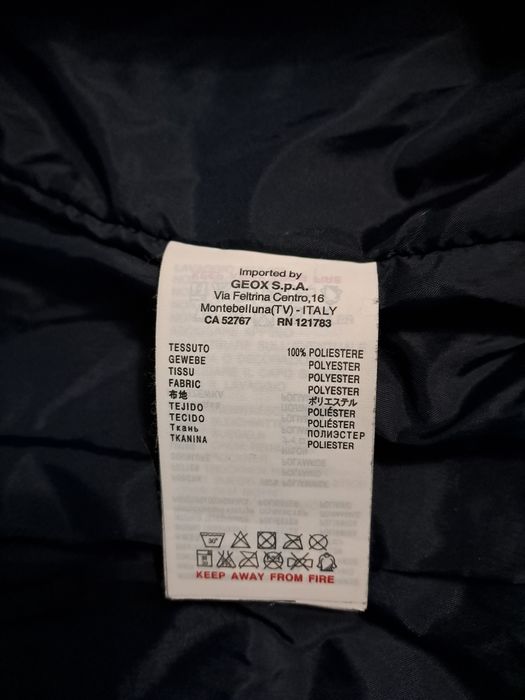 Imported by
GEOX S.p.A.
Via Feltrina Centro,16
Montebelluna(TV) - ITALY
CA 52767 RN 121783
TESSUTO 100% POLIESTERE
GEWEBE POLYESTER
TISSU POLYESTER
FABRIC POLYESTER
布地 ポリエステル
TEJIDO POLIÉSTER
TECIDO POLIÉSTER
Ткань ПОЛИЭСТЕР
TKANINA POLIESTER
30°
KEEP AWAY FROM FIRE